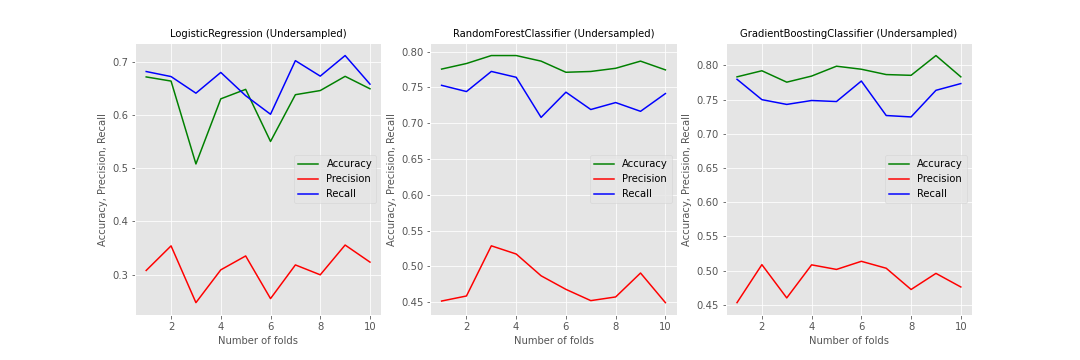 LogisticRegression (Undersampled)
Accuracy, Precision, Recall
0.7
0.6
0.5
0.4
0.3
2 4 6 8 10
Number of folds
Accuracy
Precision
Recall
RandomForestClassifier (Undersampled)
Accuracy, Precision, Recall
0.80
0.75
0.70
0.65
0.60
0.55
0.50
0.45
2 4 6 8 10
Number of folds
Accuracy
Precision
Recall
GradientBoostingClassifier (Undersampled)
Accuracy, Precision, Recall
0.80
0.75
0.70
0.65
0.60
0.55
0.50
0.45
2 4 6 8 10
Number of folds
Accuracy
Precision
Recall